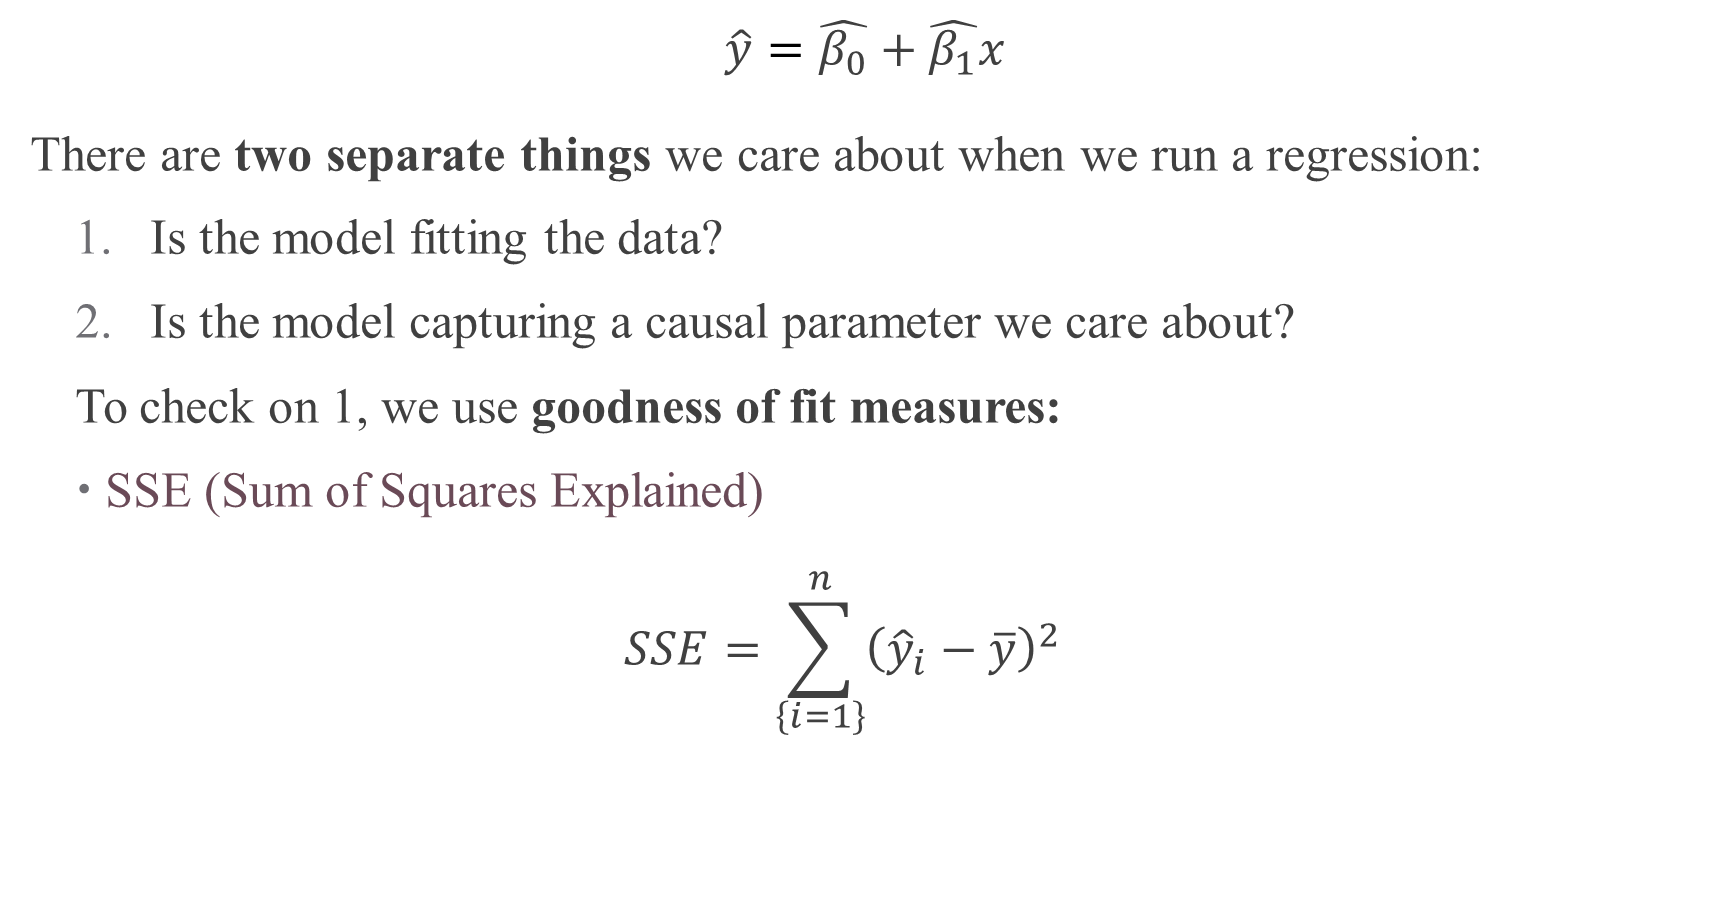 ŷ = β̂₀ + β̂₁x
There are two separate things we care about when we run a regression:
1. Is the model fitting the data?
2. Is the model capturing a causal parameter we care about?
To check on 1, we use goodness of fit measures:
• SSE (Sum of Squares Explained)
SSE = ∑_{i=1}^n (ŷᵢ − ȳ)²